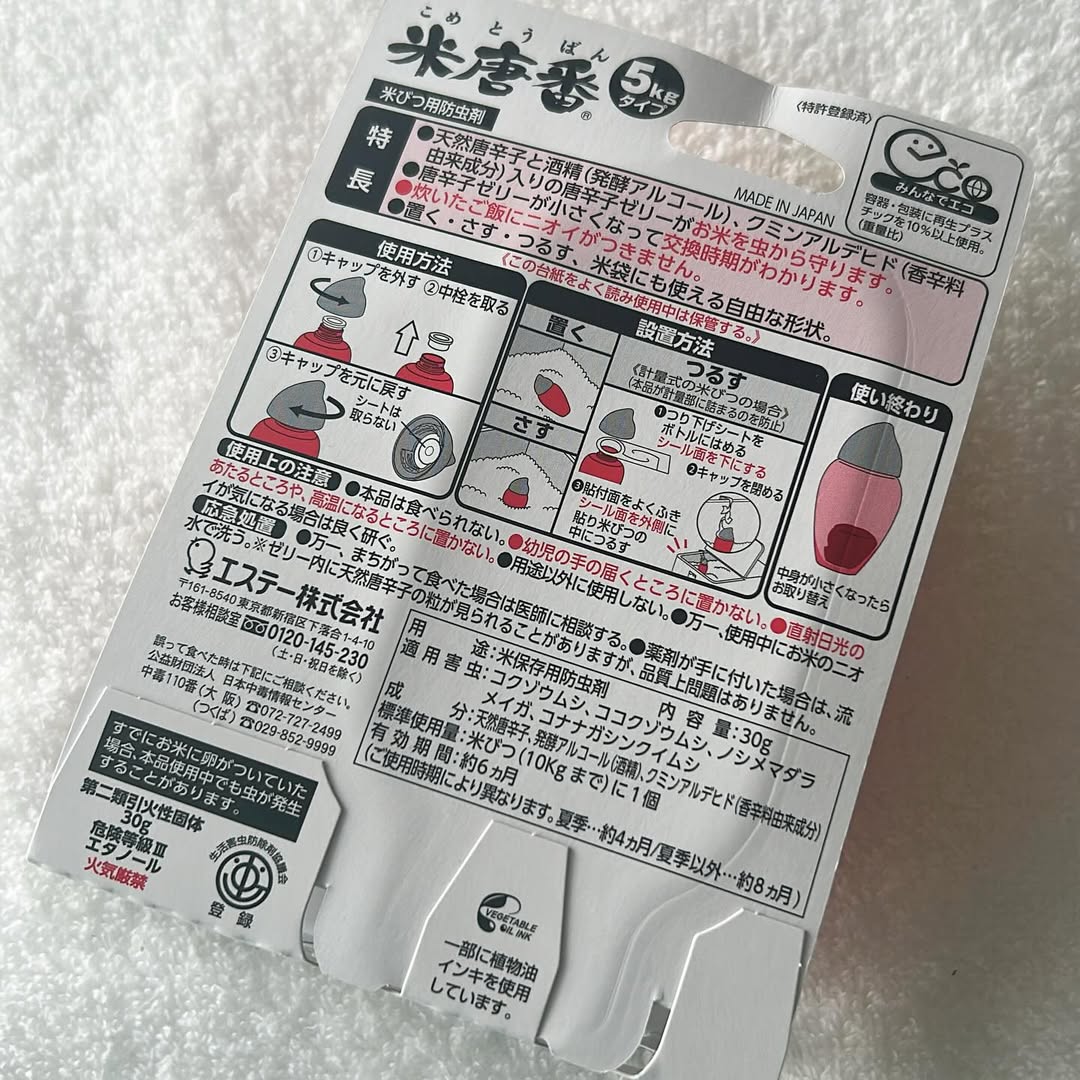 こめとうばん
米唐番®
5kg
タイプ
米びつ用防虫剤
〈特許登録済〉
eco
みんなでエコ
容器・包装に再生プラス
チックを10%以上使用。
(重量比)
MADE IN JAPAN
特長
●天然唐辛子と酒精(発酵アルコール)、クミンアルデヒド(香辛料
由来成分)入りの唐辛子ゼリーがお米を虫から守ります。
●唐辛子ゼリーが小さくなって交換時期がわかります。
●炊いたご飯にニオイがつきません。
●置く・さす・つるす、米袋にも使える自由な形状。
《この台紙をよく読み使用中は保管する。》
使用方法
①キャップを外す
②中栓を取る
③キャップを元に戻す
シートは
取らない
設置方法
置く
さす
つるす
《計量式の米びつの場合》
(本品が計量部に詰まるのを防止)
❶つり下げシートを
ボトルにはめる
シール面を下にする
❷キャップを閉める
❸貼付面をよくふき
シール面を外側に
貼り米びつの
中につるす
使い終わり
中身が小さくなったら
お取り替え
使用上の注意
●本品は食べられない。●幼児の手の届くところに置かない。●直射日光の
あたるところや、高温になるところに置かない。●用途以外に使用しない。●万一、使用中にお米のニオ
イが気になる場合は良く研ぐ。
応急処置
●万一、まちがって食べた場合は医師に相談する。●薬剤が手に付いた場合は、流
水で洗う。※ゼリー内に天然唐辛子の粒が見られることがありますが、品質上問題はありません。
エステー株式会社
〒161-8540 東京都新宿区下落合1-4-10
お客様相談室 0120-145-230
(土・日・祝日を除く)
誤って食べた時は下記にご相談ください。
公益財団法人 日本中毒情報センター
中毒110番(大 阪) ☎072-727-2499
(つくば) ☎029-852-9999
用途:米保存用防虫剤 内容量:30g
適用害虫:コクゾウムシ、ココクゾウムシ、ノシメマダラ
メイガ、コナナガシンクイムシ
成分:天然唐辛子、発酵アルコール(酒精)、クミンアルデヒド(香辛料由来成分)
標準使用量:米びつ(10Kgまで)に1個
有効期間:約6ヵ月
(ご使用時期により異なります。夏季…約4ヵ月/夏季以外…約8ヵ月)
すでにお米に卵がついていた
場合、本品使用中でも虫が発生
することがあります。
第二類引火性固体
30g
危険等級Ⅲ
エタノール
火気厳禁
生活害虫防除剤協議会
登録
VEGETABLE
OIL INK
一部に植物油
インキを使用
しています。